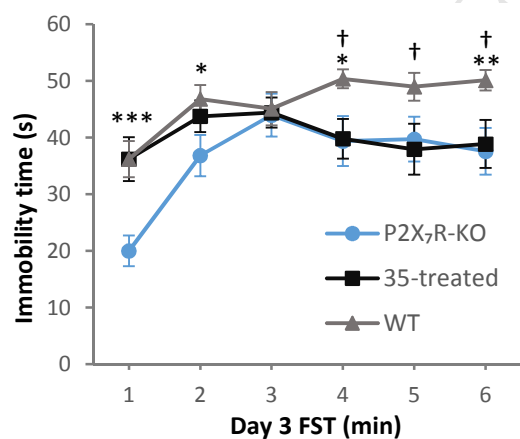 60
50
40
30
20
10
0
Immobility time (s)
***
*
†
*
†
†
**
P2X₇R-KO
35-treated
WT
1 2 3 4 5 6
Day 3 FST (min)